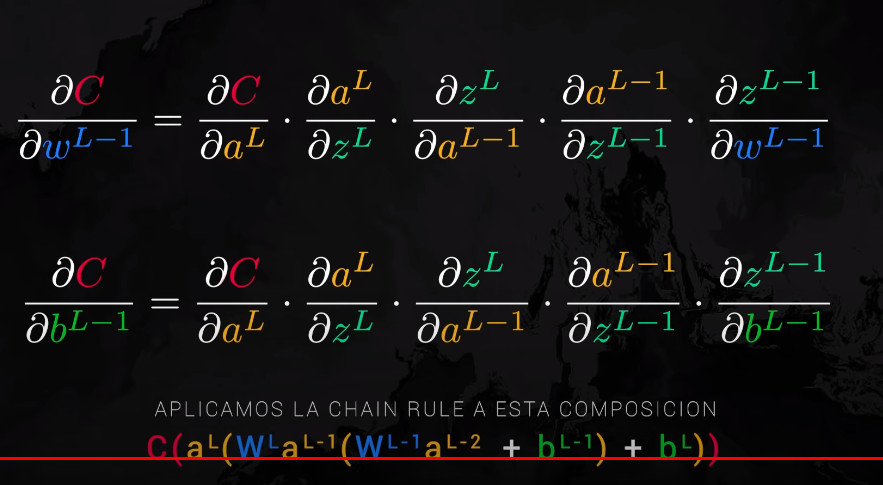 ∂C/∂w^{L−1} = ∂C/∂a^L · ∂a^L/∂z^L · ∂z^L/∂a^{L−1} · ∂a^{L−1}/∂z^{L−1} · ∂z^{L−1}/∂w^{L−1}
∂C/∂b^{L−1} = ∂C/∂a^L · ∂a^L/∂z^L · ∂z^L/∂a^{L−1} · ∂a^{L−1}/∂z^{L−1} · ∂z^{L−1}/∂b^{L−1}
APLICAMOS LA CHAIN RULE A ESTA COMPOSICION
C(a^L(W^L a^{L-1}(W^{L-1} a^{L-2} + b^{L-1}) + b^L))